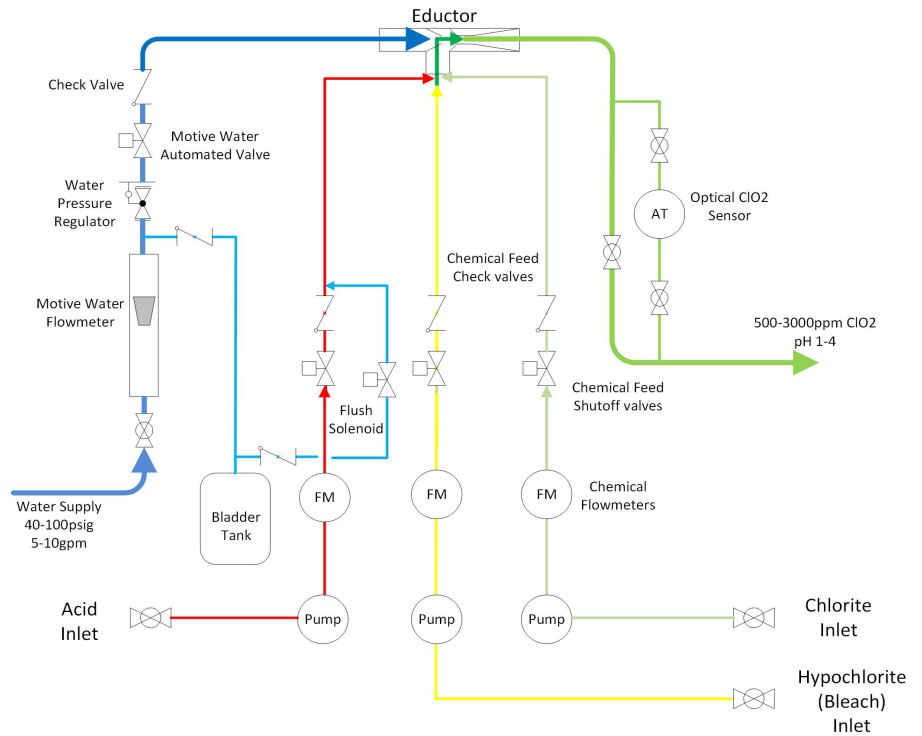 Eductor
Check Valve
Motive Water
Automated Valve
Water
Pressure
Regulator
Optical ClO2
Sensor
AT
Chemical Feed
Check valves
Motive Water
Flowmeter
500-3000ppm ClO2
pH 1-4
Flush
Solenoid
Chemical Feed
Shutoff valves
Water Supply
40-100psig
5-10gpm
Bladder
Tank
FM
FM
FM
Chemical
Flowmeters
Acid
Inlet
Pump
Pump
Pump
Chlorite
Inlet
Hypochlorite
(Bleach)
Inlet